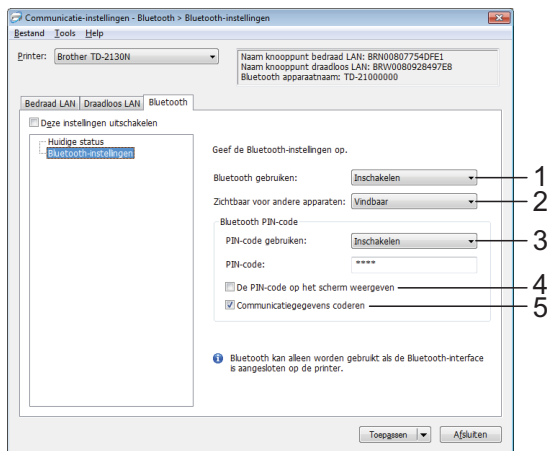 Communicatie-instellingen - Bluetooth > Bluetooth-instellingen
Bestand Tools Help
Printer: Brother TD-2130N
Naam knooppunt bedraad LAN: BRN00807754DFE1
Naam knooppunt draadloos LAN: BRW0080928497E8
Bluetooth apparaatnaam: TD-21000000
Bedraad LAN Draadloos LAN Bluetooth
Deze instellingen uitschakelen
Huidige status
Bluetooth-instellingen
Geef de Bluetooth-instellingen op.
Bluetooth gebruiken: Inschakelen 1
Zichtbaar voor andere apparaten: Vindbaar 2
Bluetooth PIN-code
PIN-code gebruiken: Inschakelen 3
PIN-code: ****
De PIN-code op het scherm weergeven 4
Communicatiegegevens coderen 5
Bluetooth kan alleen worden gebruikt als de Bluetooth-interface
is aangesloten op de printer.
Toepassen Afsluiten